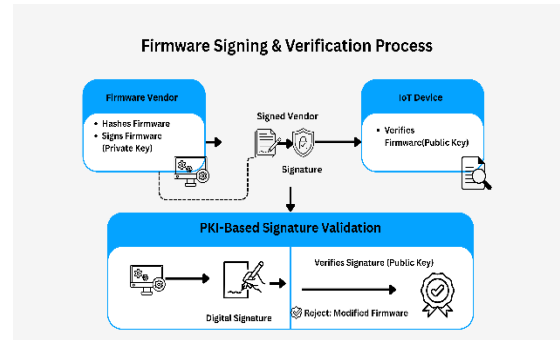 Firmware Signing & Verification Process
Firmware Vendor
• Hashes Firmware
• Signs Firmware
(Private Key)
Signed Vendor
Signature
IoT Device
• Verifies
Firmware(Public Key)
PKI-Based Signature Validation
Digital Signature
Verifies Signature (Public Key)
Reject: Modified Firmware